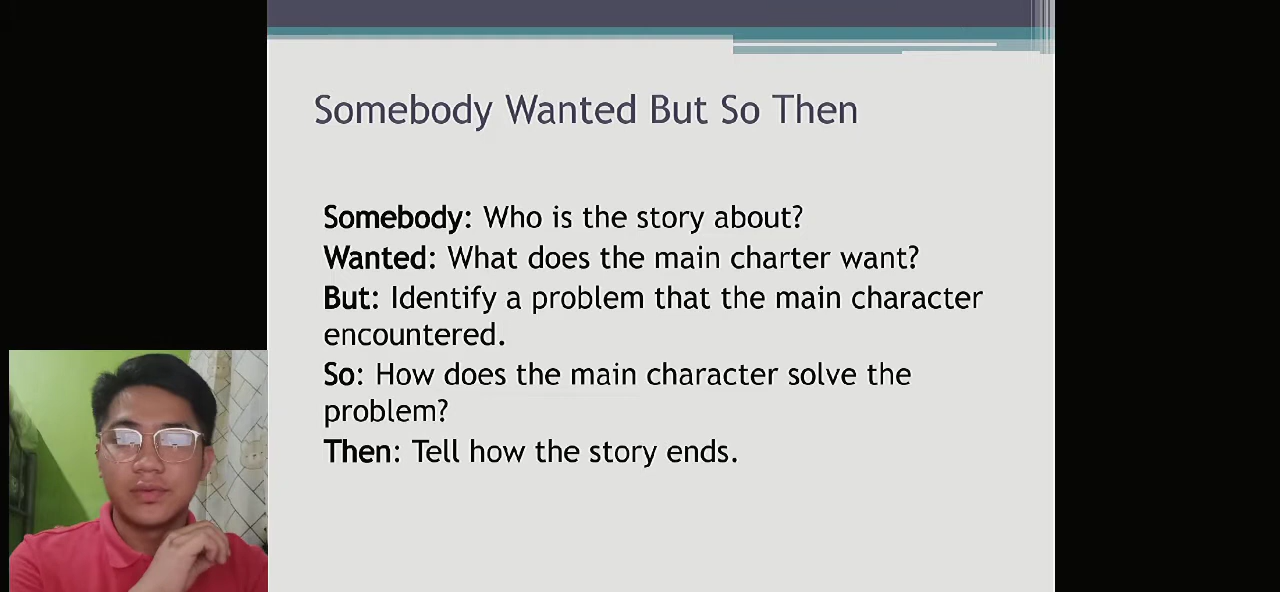 Somebody Wanted But So Then
Somebody: Who is the story about?
Wanted: What does the main charter want?
But: Identify a problem that the main character
encountered.
So: How does the main character solve the
problem?
Then: Tell how the story ends.